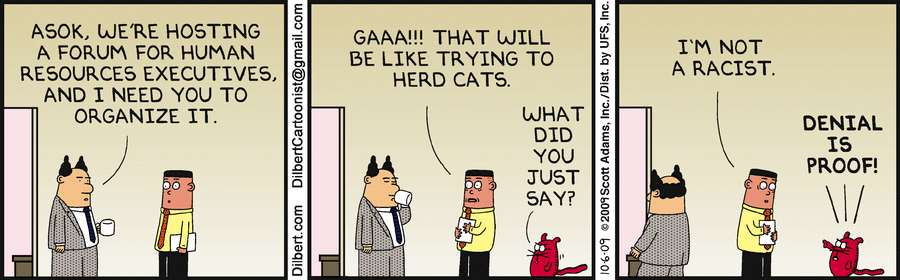 ASOK, WE'RE HOSTING
A FORUM FOR HUMAN
RESOURCES EXECUTIVES,
AND I NEED YOU TO
ORGANIZE IT.
Dilbert.com DilbertCartoonist@gmail.com
GAAA!!! THAT WILL
BE LIKE TRYING TO
HERD CATS.
WHAT
DID
YOU
JUST
SAY?
10-6-09 ©2009 Scott Adams, Inc./Dist. by UFS, Inc.
I'M NOT
A RACIST.
DENIAL
IS
PROOF!